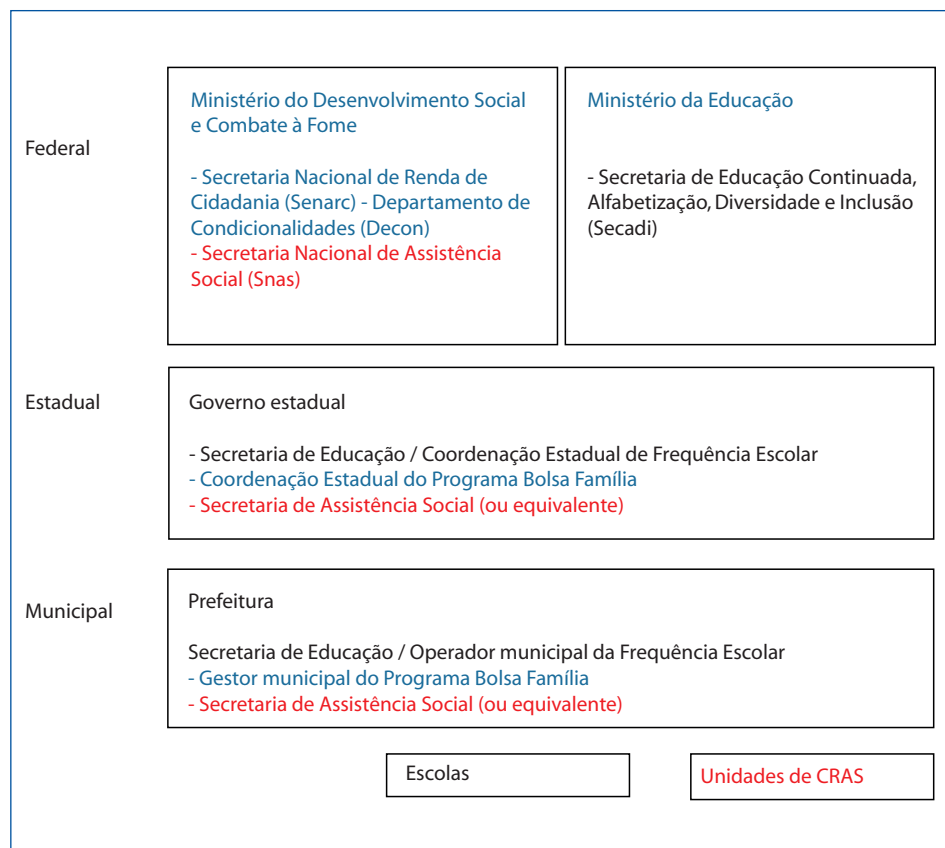 Federal
Ministério do Desenvolvimento Social
e Combate à Fome
- Secretaria Nacional de Renda de
Cidadania (Senarc) - Departamento de
Condicionalidades (Decon)
- Secretaria Nacional de Assistência
Social (Snas)
Ministério da Educação
- Secretaria de Educação Continuada,
Alfabetização, Diversidade e Inclusão
(Secadi)
Estadual
Governo estadual
- Secretaria de Educação / Coordenação Estadual de Frequência Escolar
- Coordenação Estadual do Programa Bolsa Família
- Secretaria de Assistência Social (ou equivalente)
Municipal
Prefeitura
Secretaria de Educação / Operador municipal da Frequência Escolar
- Gestor municipal do Programa Bolsa Família
- Secretaria de Assistência Social (ou equivalente)
Escolas
Unidades de CRAS